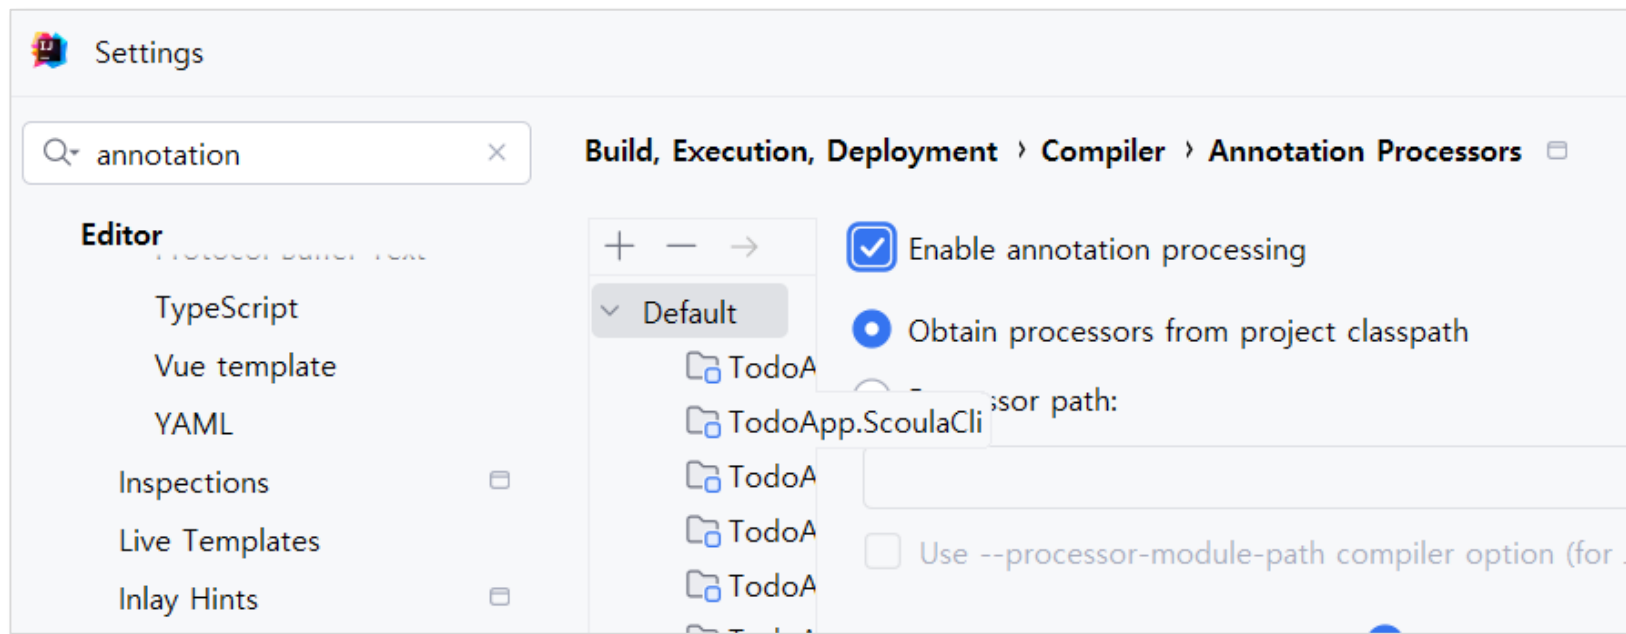 Settings
annotation
Build, Execution, Deployment › Compiler › Annotation Processors
Editor
TypeScript
Vue template
YAML
Inspections
Live Templates
Inlay Hints
Default
TodoA
TodoApp.ScoulaCli
TodoA
TodoA
TodoA
Enable annotation processing
Obtain processors from project classpath
path:
Use --processor-module-path compiler option (for